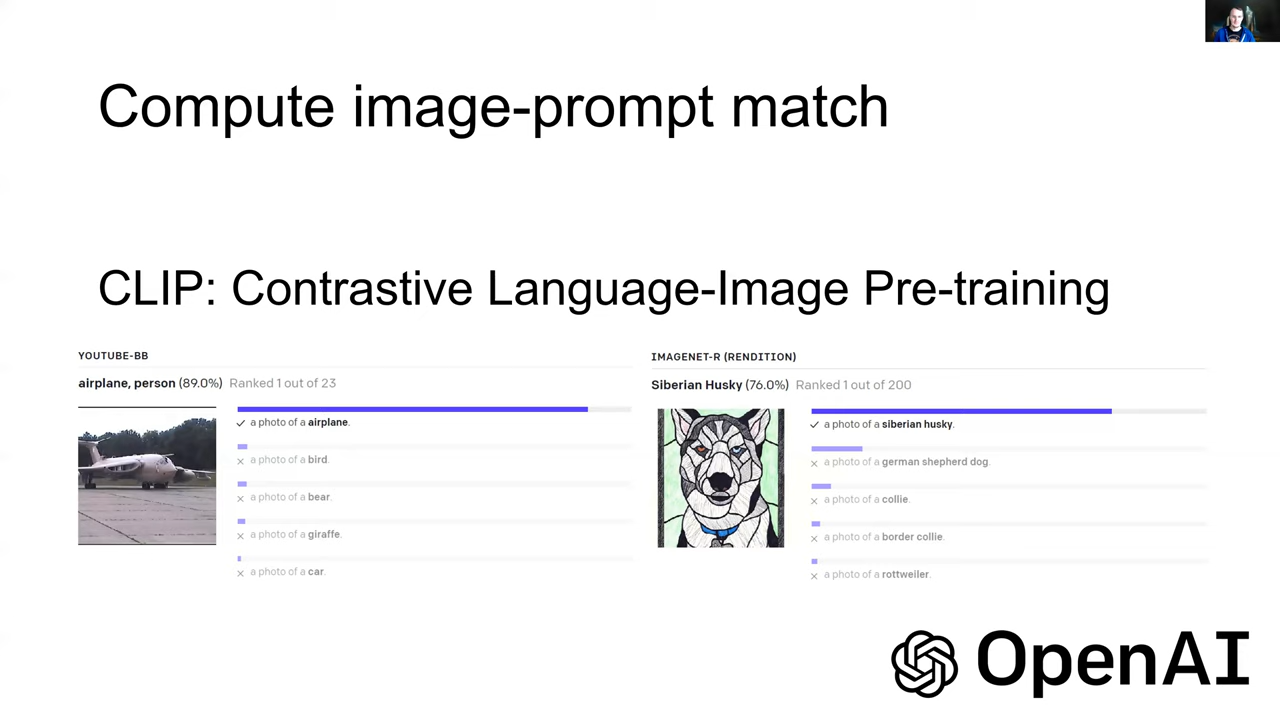 Compute image-prompt match
CLIP: Contrastive Language-Image Pre-training
YOUTUBE-BB
airplane, person (89.0%) Ranked 1 out of 23
a photo of a airplane.
a photo of a bird.
a photo of a bear.
a photo of a giraffe.
a photo of a car.
IMAGENET-R (RENDITION)
Siberian Husky (76.0%) Ranked 1 out of 200
a photo of a siberian husky.
a photo of a german shepherd dog.
a photo of a collie.
a photo of a border collie.
a photo of a rottweiler.
OpenAI